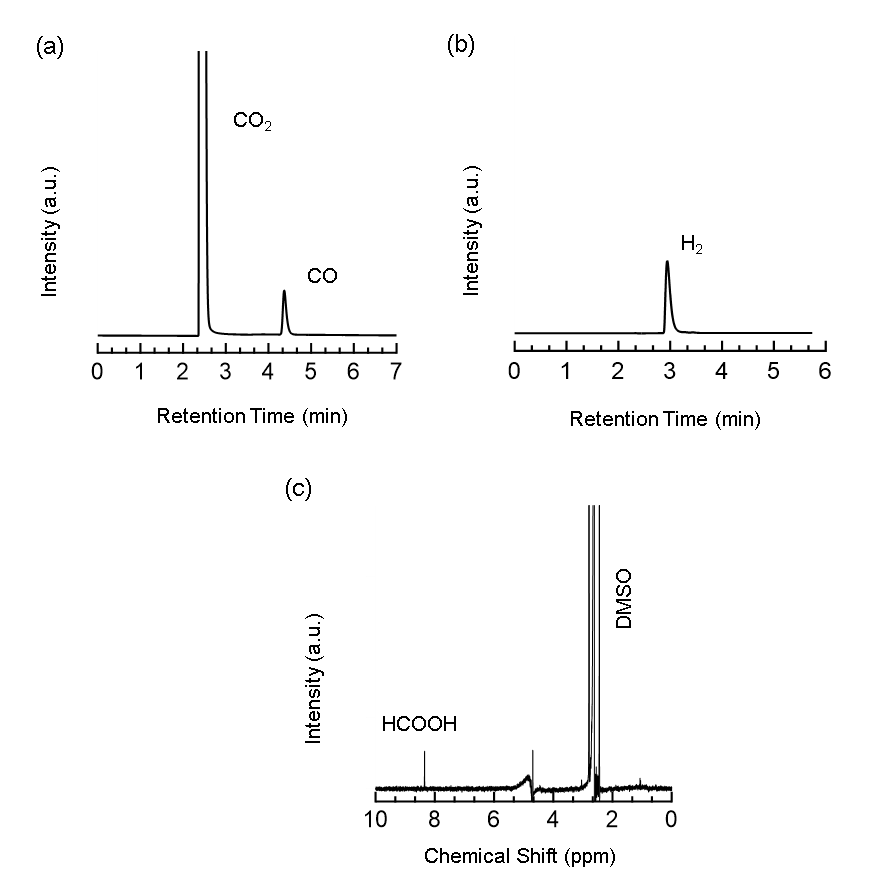 (a)
CO₂
CO
Intensity (a.u.)
0 1 2 3 4 5 6 7
Retention Time (min)
(b)
H₂
Intensity (a.u.)
0 1 2 3 4 5 6
Retention Time (min)
(c)
DMSO
HCOOH
Intensity (a.u.)
10 8 6 4 2 0
Chemical Shift (ppm)